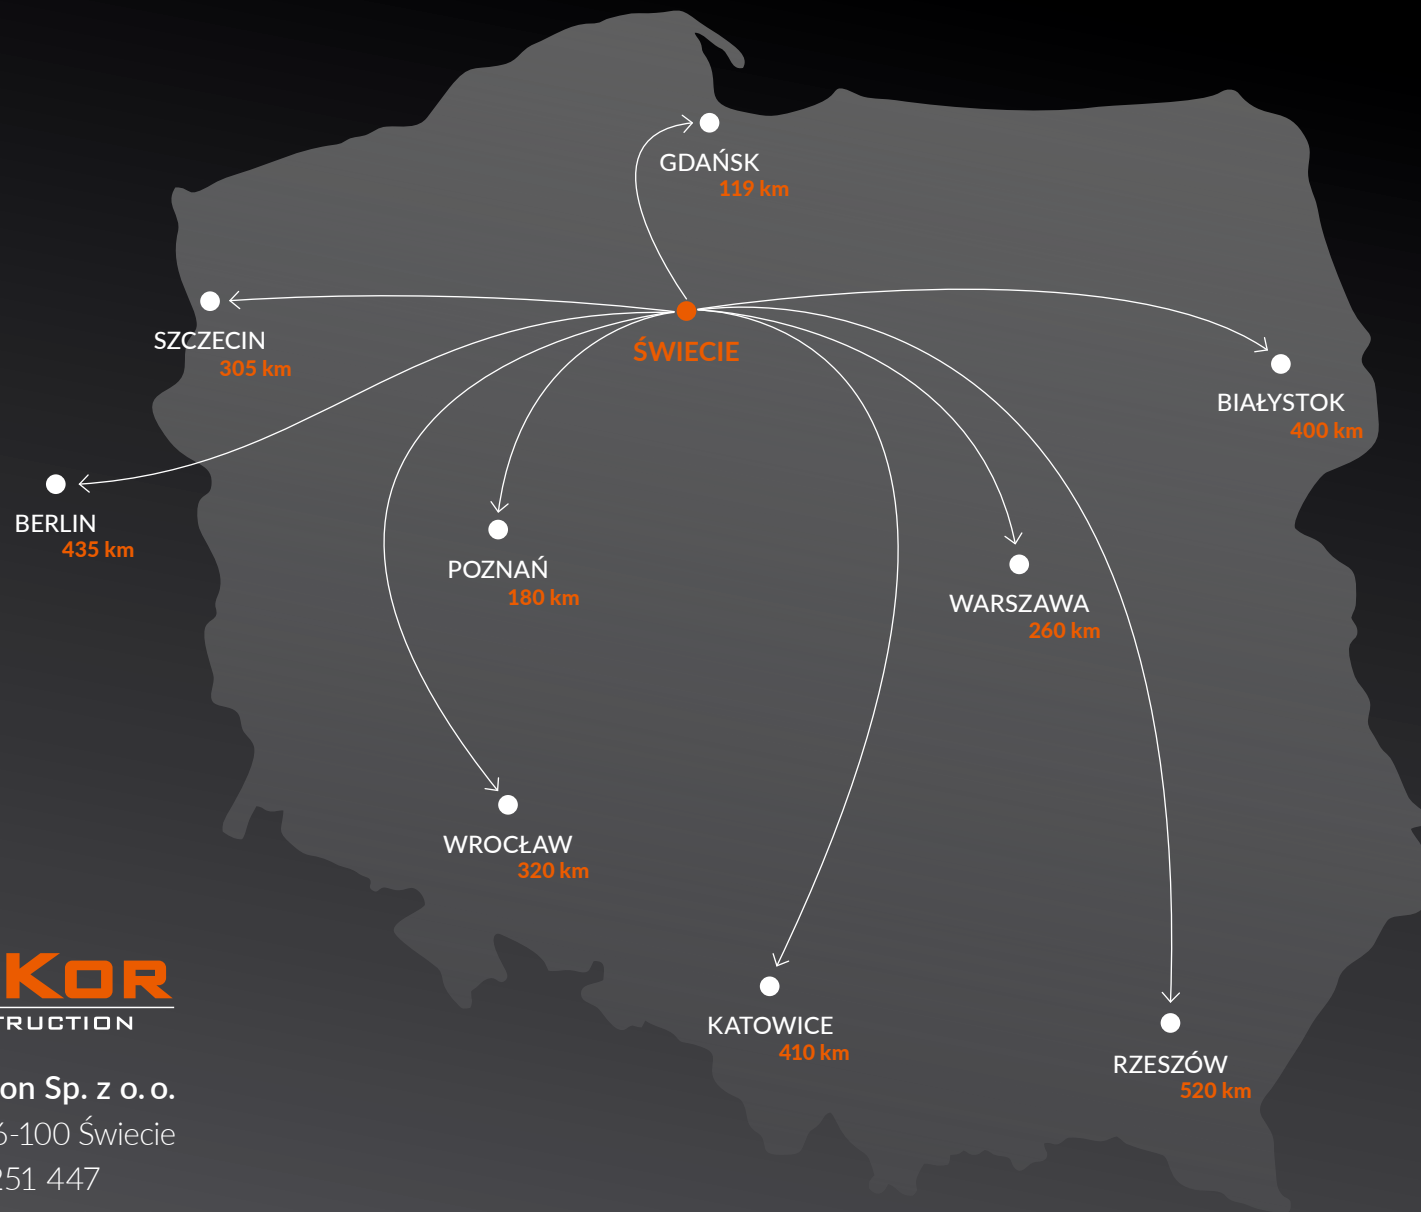 GDAŃSK
119 km
SZCZECIN
305 km
ŚWIECIE
BIAŁYSTOK
400 km
BERLIN
435 km
POZNAŃ
180 km
WARSZAWA
260 km
WROCŁAW
320 km
KATOWICE
410 km
RZESZÓW
520 km
KOR
TRUCTION
on Sp. z o. o.
6-100 Świecie
251 447